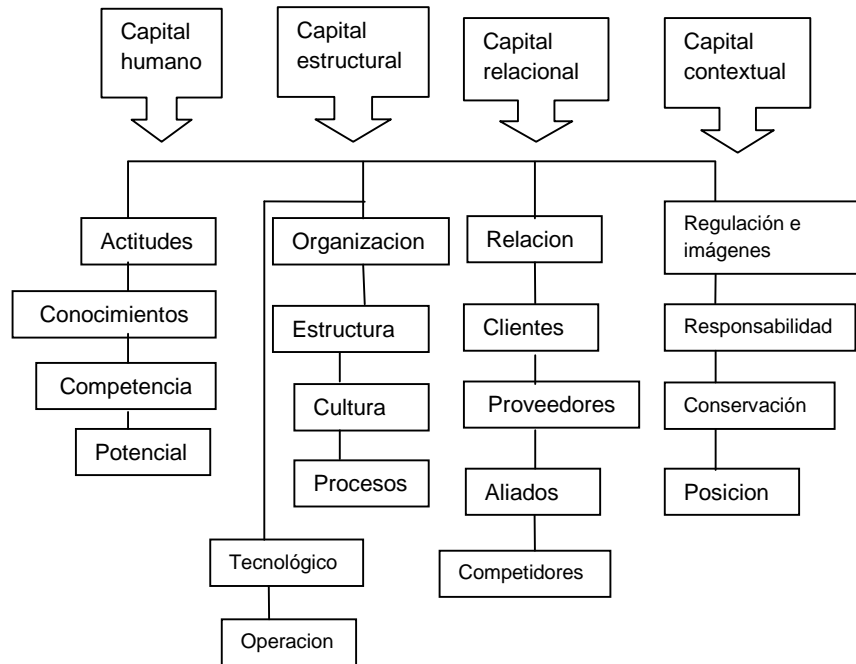 Capital
humano
Capital
estructural
Capital
relacional
Capital
contextual
Actitudes
Conocimientos
Competencia
Potencial
Organizacion
Estructura
Cultura
Procesos
Tecnológico
Operacion
Relacion
Clientes
Proveedores
Aliados
Competidores
Regulación e
imágenes
Responsabilidad
Conservación
Posicion